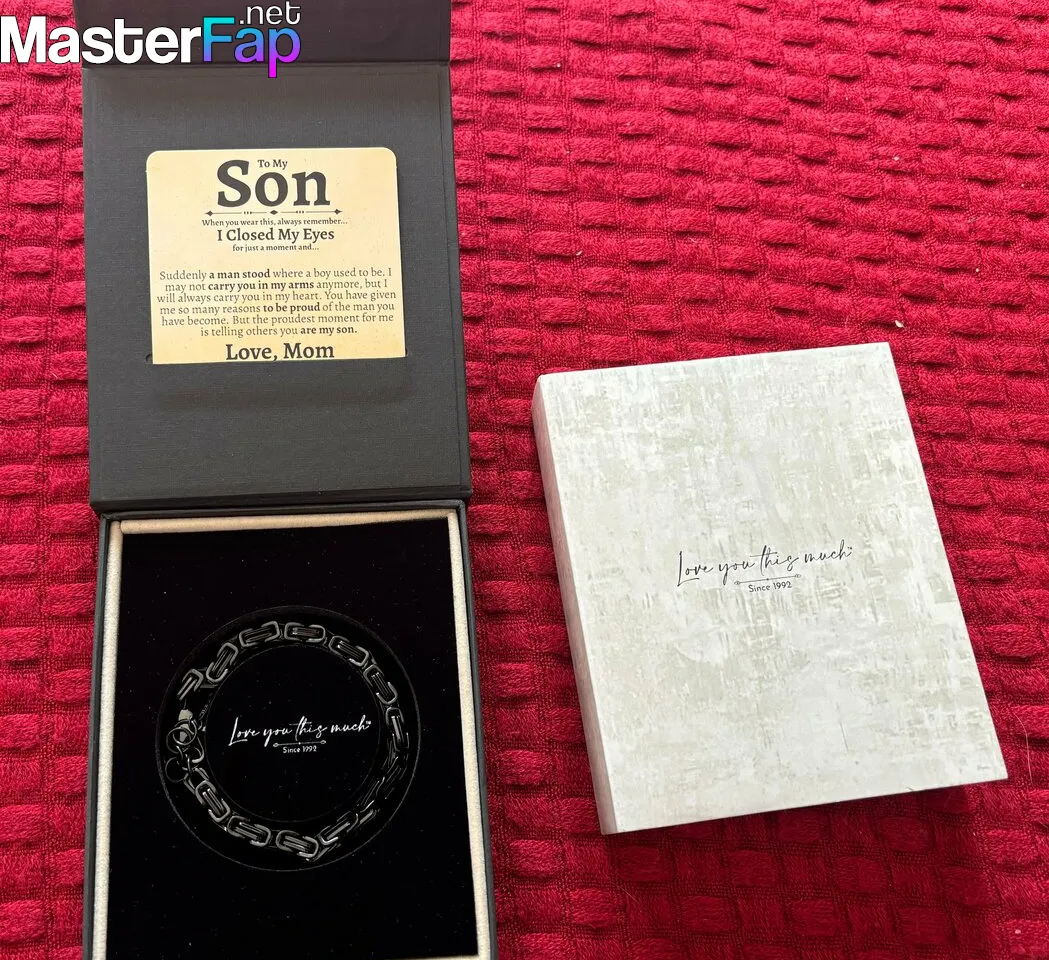 .net
MasterFap
To My
Son
When you wear this, always remember...
I Closed My Eyes
for just a moment and...
Suddenly a man stood where a boy used to be. I
may not carry you in my arms anymore, but I
will always carry you in my heart. You have given
me so many reasons to be proud of the man you
have become. But the proudest moment for me
is telling others you are my son.
Love, Mom
Love you this much™
Since 1992
Love you this much™
Since 1992